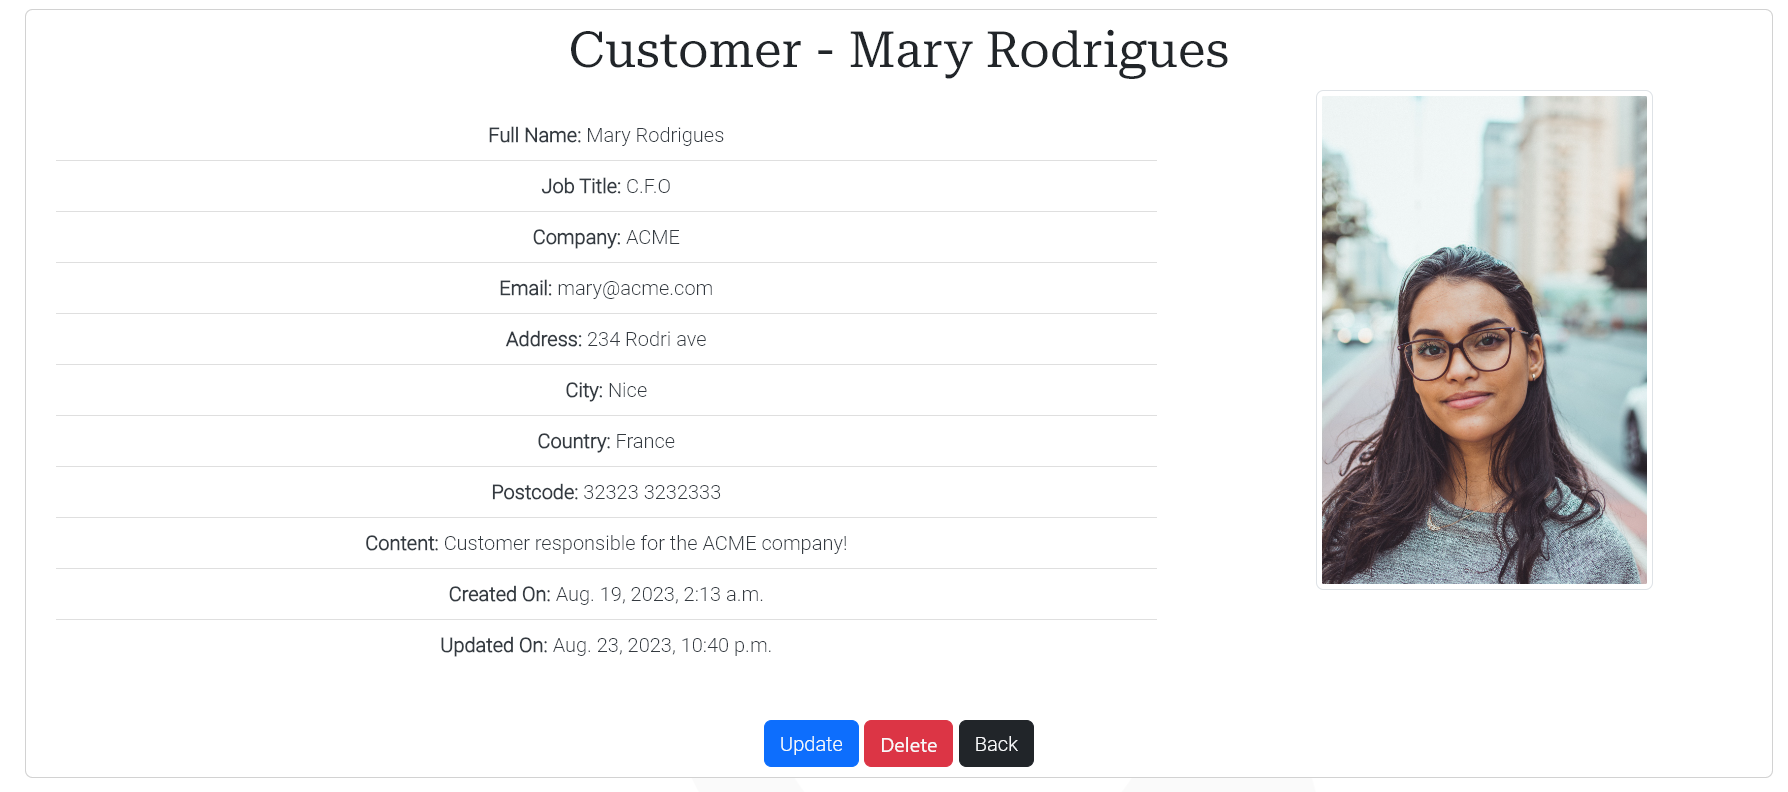 Customer - Mary Rodrigues
Full Name: Mary Rodrigues
Job Title: C.F.O
Company: ACME
Email: mary@acme.com
Address: 234 Rodri ave
City: Nice
Country: France
Postcode: 32323 3232333
Content: Customer responsible for the ACME company!
Created On: Aug. 19, 2023, 2:13 a.m.
Updated On: Aug. 23, 2023, 10:40 p.m.
Update Delete Back